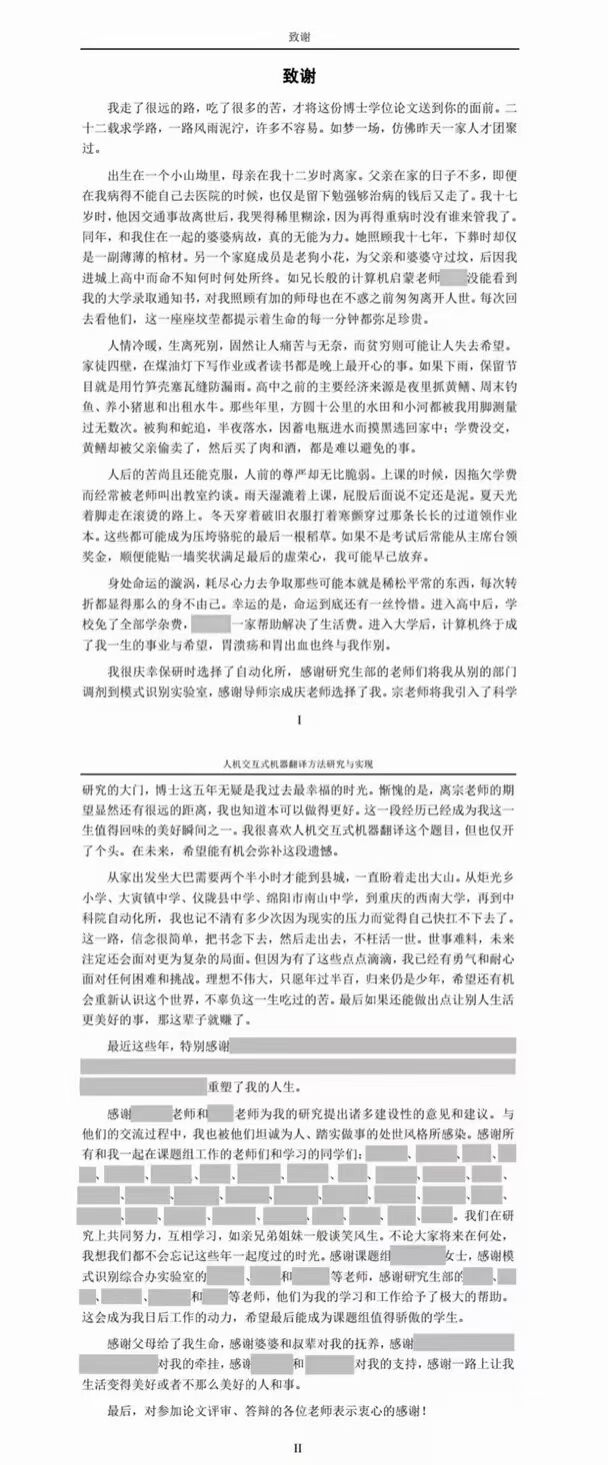 致谢
致谢
我走了很远的路，吃了很多的苦，才将这份博士学位论文送到你的面前。二
十二载求学路，一路风雨泥泞，许多不容易。如梦一场，仿佛昨天一家人才团聚
过。
出生在一个小山坳里，母亲在我十二岁时离家。父亲在家的日子不多，即便
在我病得不能自己去医院的时候，也仅是留下勉强够治病的钱后又走了。我十七
岁时，他因交通事故离世后，我哭得稀里糊涂，因为再得重病时没有谁来管我了。
同年，和我住在一起的婆婆病故，真的无能为力。她照顾我十七年，下葬时却仅
是一副薄薄的棺材。另一个家庭成员是老狗小花，为父亲和婆婆守过坟，后因我
进城上高中而命不知何时何处所终。如兄长般的计算机启蒙老师没能看到
我的大学录取通知书，对我照顾有加的师母也在不惑之前匆匆离开人世。每次回
去看他们，这一座座坟茔都提示着生命的每一分钟都弥足珍贵。
人情冷暖，生离死别，固然让人痛苦与无奈，而贫穷则可能让人失去希望。
家徒四壁，在煤油灯下写作业或者读书都是晚上最开心的事。如果下雨，保留节
目就是用竹笋壳塞瓦缝防漏雨。高中之前的主要经济来源是夜里抓黄鳝、周末钓
鱼、养小猪崽和出租水牛。那些年里，方圆十公里的水田和小河都被我用脚测量
过无数次。被狗和蛇追，半夜落水，因蓄电瓶进水而摸黑逃回家中；学费没交，
黄鳝却被父亲偷卖了，然后买了肉和酒，都是难以避免的事。
人后的苦尚且还能克服，人前的尊严却无比脆弱。上课的时候，因拖欠学费
而经常被老师叫出教室约谈。雨天湿漉着上课，屁股后面说不定还是泥。夏天光
着脚走在滚烫的路上。冬天穿着破旧衣服打着寒颤穿过那条长长的过道领作业
本。这些都可能成为压垮骆驼的最后一根稻草。如果不是考试后常能从主席台领
奖金，顺便能贴一墙奖状满足最后的虚荣心，我可能早已放弃。
身处命运的漩涡，耗尽心力去争取那些可能本就是稀松平常的东西，每次转
折都显得那么的身不由己。幸运的是，命运到底还有一丝怜惜。进入高中后，学
校免了全部学杂费，一家帮助解决了生活费。进入大学后，计算机终于成
了我一生的事业与希望，胃溃疡和胃出血也终与我作别。
我很庆幸保研时选择了自动化所，感谢研究生部的老师们将我从别的部门
调剂到模式识别实验室，感谢导师宗成庆老师选择了我。宗老师将我引入了科学
I
人机交互式机器翻译方法研究与实现
研究的大门，博士这五年无疑是我过去最幸福的时光。惭愧的是，离宗老师的期
望显然还有很远的距离，我也知道本可以做得更好。这一段经历已经成为我这一
生值得回味的美好瞬间之一。我很喜欢人机交互式机器翻译这个题目，但也仅开
了个头。在未来，希望能有机会弥补这段遗憾。
从家出发坐大巴需要两个半小时才能到县城，一直盼着走出大山。从炬光乡
小学、大寅镇中学、仪陇县中学、绵阳市南山中学，到重庆的西南大学，再到中
科院自动化所，我也记不清有多少次因为现实的压力而觉得自己快扛不下去了。
这一路，信念很简单，把书念下去，然后走出去，不枉活一世。世事难料，未来
注定还会面对更为复杂的局面。但因为有了这些点点滴滴，我已经有勇气和耐心
面对任何困难和挑战。理想不伟大，只愿年过半百，归来仍是少年，希望还有机
会重新认识这个世界，不辜负这一生吃过的苦。最后如果还能做出点让别人生活
更美好的事，那这辈子就赚了。
最近这些年，特别感谢
重塑了我的人生。
感谢老师和老师为我的研究提出诸多建设性的意见和建议。与
他们的交流过程中，我也被他们坦诚为人、踏实做事的处世风格所感染。感谢所
有和我一起在课题组工作的老师们和学习的同学们：、、、
、、、、、、、、
、、、、、、、、
、、、、、、、、。我们在研
究上共同努力，互相学习，如亲兄弟姐妹一般谈笑风生。不论大家将来在何处，
我想我们都不会忘记这些年一起度过的时光。感谢课题组女士，感谢模
式识别综合办实验室的、和等老师，感谢研究生部的、
、、和等老师，他们为我的学习和工作给予了极大的帮助。
这会成为我日后工作的动力，希望最后能成为课题组值得骄傲的学生。
感谢父母给了我生命，感谢婆婆和叔辈对我的抚养，感谢
对我的牵挂，感谢和对我的支持，感谢一路上让我
生活变得美好或者不那么美好的人和事。
最后，对参加论文评审、答辩的各位老师表示衷心的感谢！
II